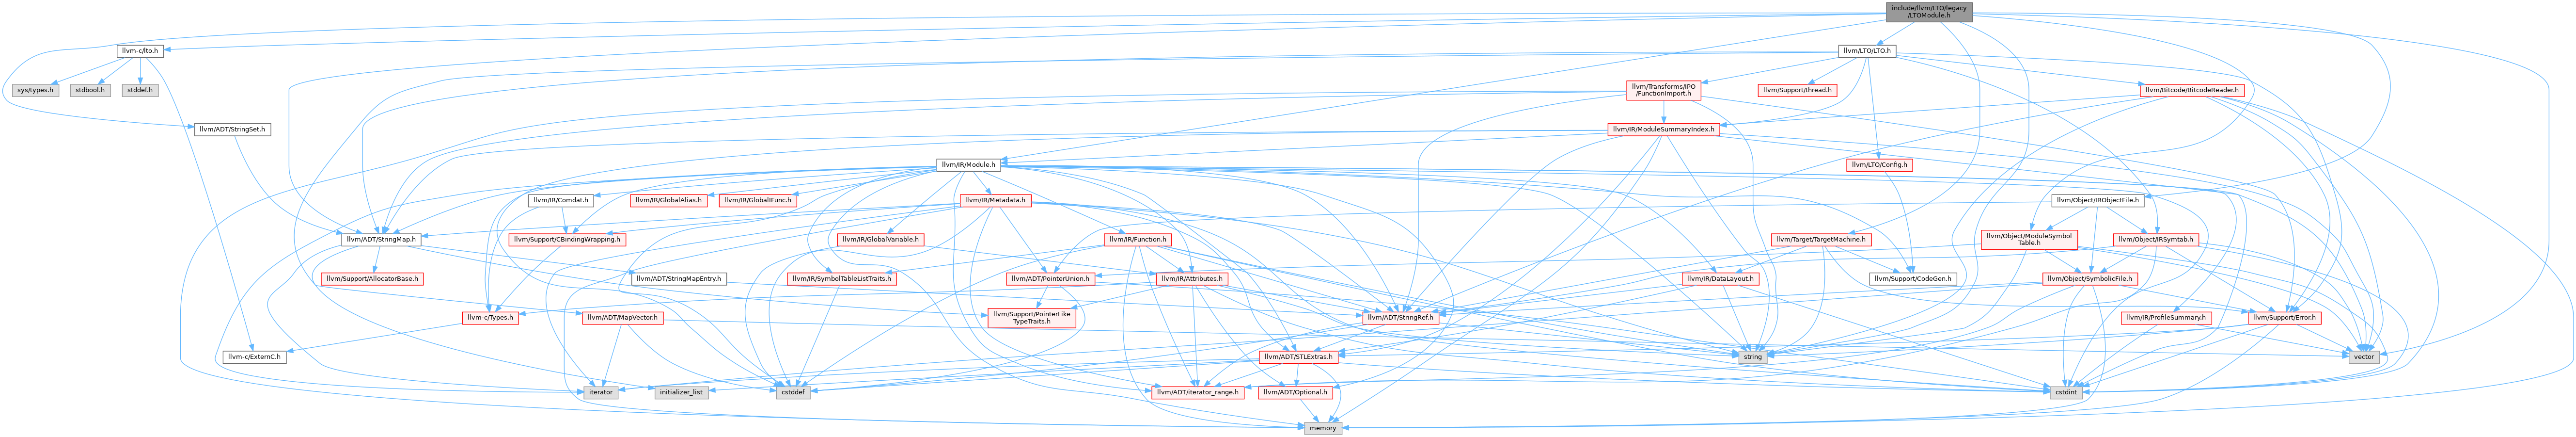 include/llvm/LTO/legacy
/LTOModule.h
llvm-c/lto.h
llvm/LTO/LTO.h
sys/types.h
stdbool.h
stddef.h
llvm/Transforms/IPO
/FunctionImport.h
llvm/Support/thread.h
llvm/Bitcode/BitcodeReader.h
llvm/ADT/StringSet.h
llvm/IR/ModuleSummaryIndex.h
llvm/IR/Module.h
llvm/LTO/Config.h
llvm/IR/Comdat.h
llvm/IR/GlobalAlias.h
llvm/IR/GlobalIFunc.h
llvm/IR/Metadata.h
llvm/Object/IRObjectFile.h
llvm/ADT/StringMap.h
llvm/Support/CBindingWrapping.h
llvm/IR/GlobalVariable.h
llvm/IR/Function.h
llvm/Target/TargetMachine.h
llvm/Object/ModuleSymbol
Table.h
llvm/Object/IRSymtab.h
llvm/Support/AllocatorBase.h
llvm/ADT/StringMapEntry.h
llvm/IR/SymbolTableListTraits.h
llvm/ADT/PointerUnion.h
llvm/IR/Attributes.h
llvm/IR/DataLayout.h
llvm/Support/CodeGen.h
llvm/Object/SymbolicFile.h
llvm-c/Types.h
llvm/ADT/MapVector.h
llvm/Support/PointerLike
TypeTraits.h
llvm/ADT/StringRef.h
llvm/IR/ProfileSummary.h
llvm/Support/Error.h
llvm-c/ExternC.h
llvm/ADT/STLExtras.h
string
vector
iterator
initializer_list
cstddef
llvm/ADT/iterator_range.h
llvm/ADT/Optional.h
cstdint
memory